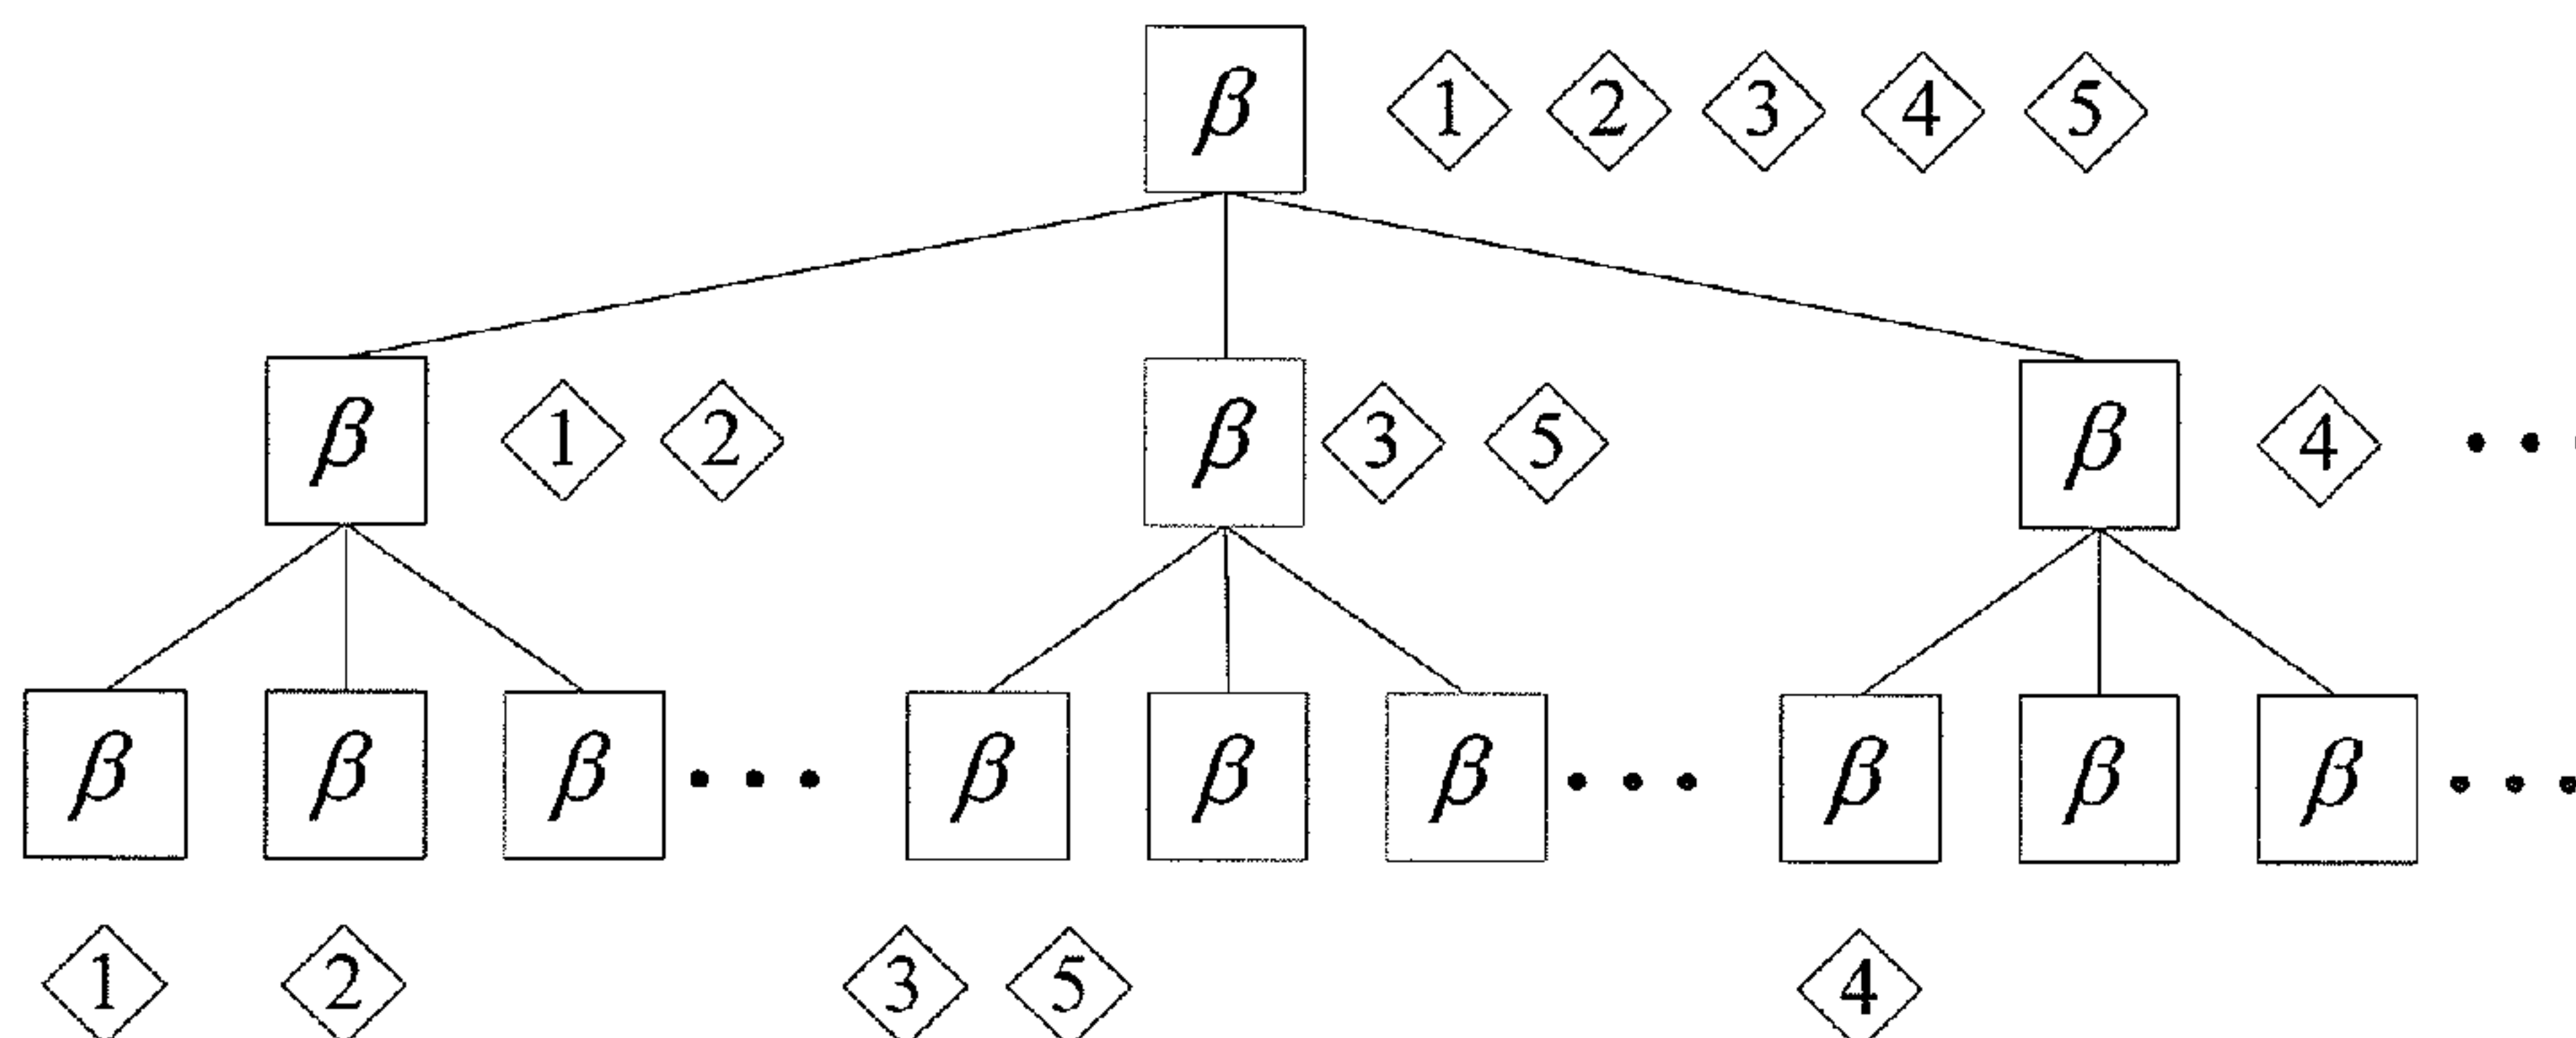 β 1 2 3 4 5
β 1 2 β 3 5 β 4 • •
β β β • • • β β β • • • β β β • • •
1 2 3 5 4